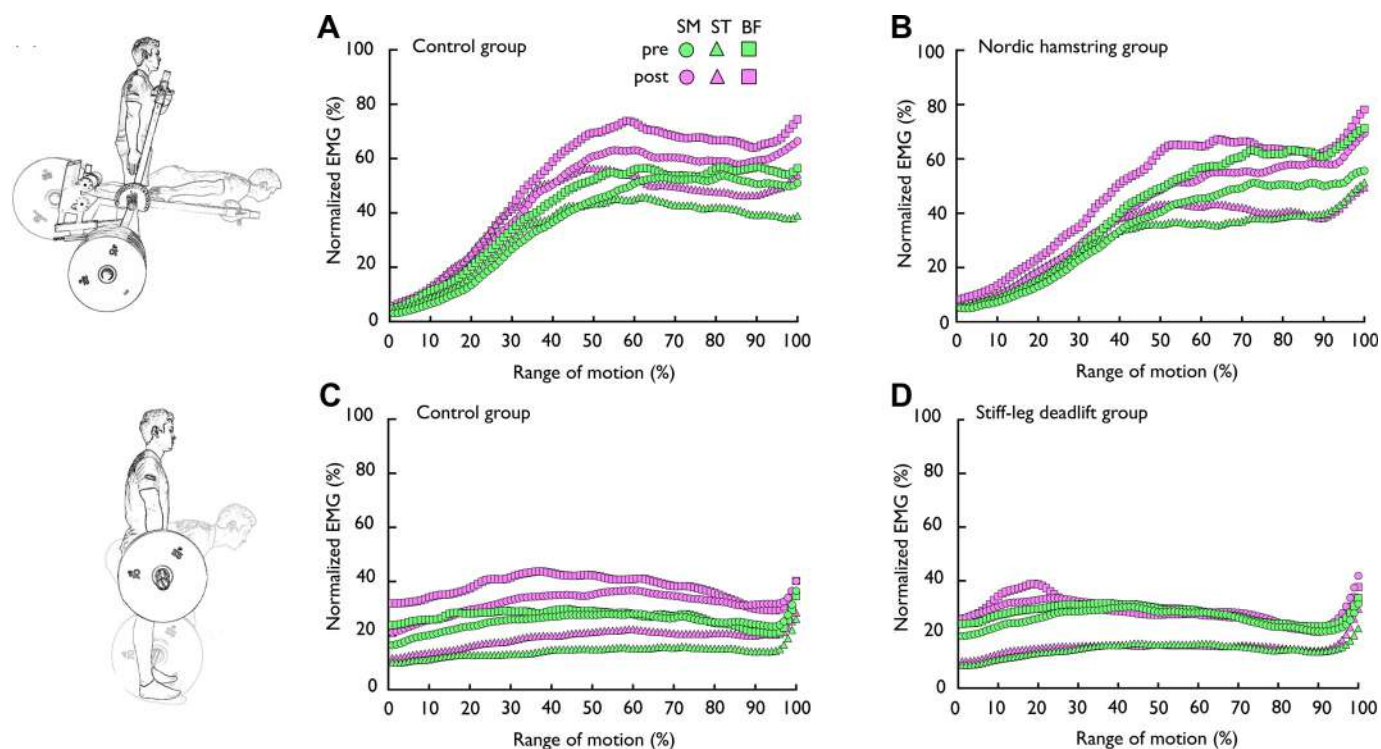 A
Control group
SM ST BF
pre
post
Normalized EMG (%)
100
80
60
40
20
0
0 10 20 30 40 50 60 70 80 90 100
Range of motion (%)
B
Nordic hamstring group
Normalized EMG (%)
100
80
60
40
20
0
0 10 20 30 40 50 60 70 80 90 100
Range of motion (%)
C
Control group
Normalized EMG (%)
100
80
60
40
20
0
0 10 20 30 40 50 60 70 80 90 100
Range of motion (%)
D
Stiff-leg deadlift group
Normalized EMG (%)
100
80
60
40
20
0
0 10 20 30 40 50 60 70 80 90 100
Range of motion (%)